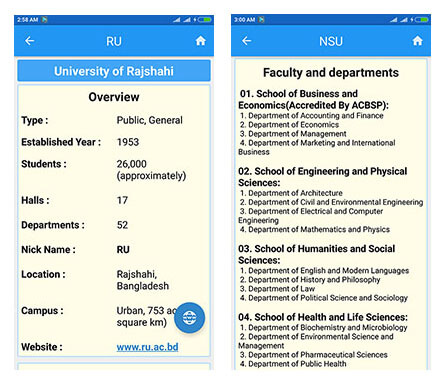 2:58 AM
RU
University of Rajshahi
Overview
Type : Public, General
Established Year : 1953
Students : 26,000
(approximately)
Halls : 17
Departments : 52
Nick Name : RU
Location : Rajshahi,
Bangladesh
Campus : Urban, 753
square km)
Website : www.ru.ac.bd
3:00 AM
NSU
Faculty and departments
01. School of Business and
Economics(Accredited By ACBSP):
1. Department of Accounting and Finance
2. Department of Economics
3. Department of Management
4. Department of Marketing and International
Business
02. School of Engineering and Physical
Sciences:
1. Department of Architecture
2. Department of Civil and Environmental Engineering
3. Department of Electrical and Computer
Engineering
4. Department of Mathematics and Physics
03. School of Humanities and Social
Sciences:
1. Department of English and Modern Languages
2. Department of History and Philosophy
3. Department of Law
4. Department of Political Science and Sociology
04. School of Health and Life Sciences:
1. Department of Biochemistry and Microbiology
2. Department of Environmental Science and
Management
3. Department of Pharmaceutical Sciences
4. Department of Public Health